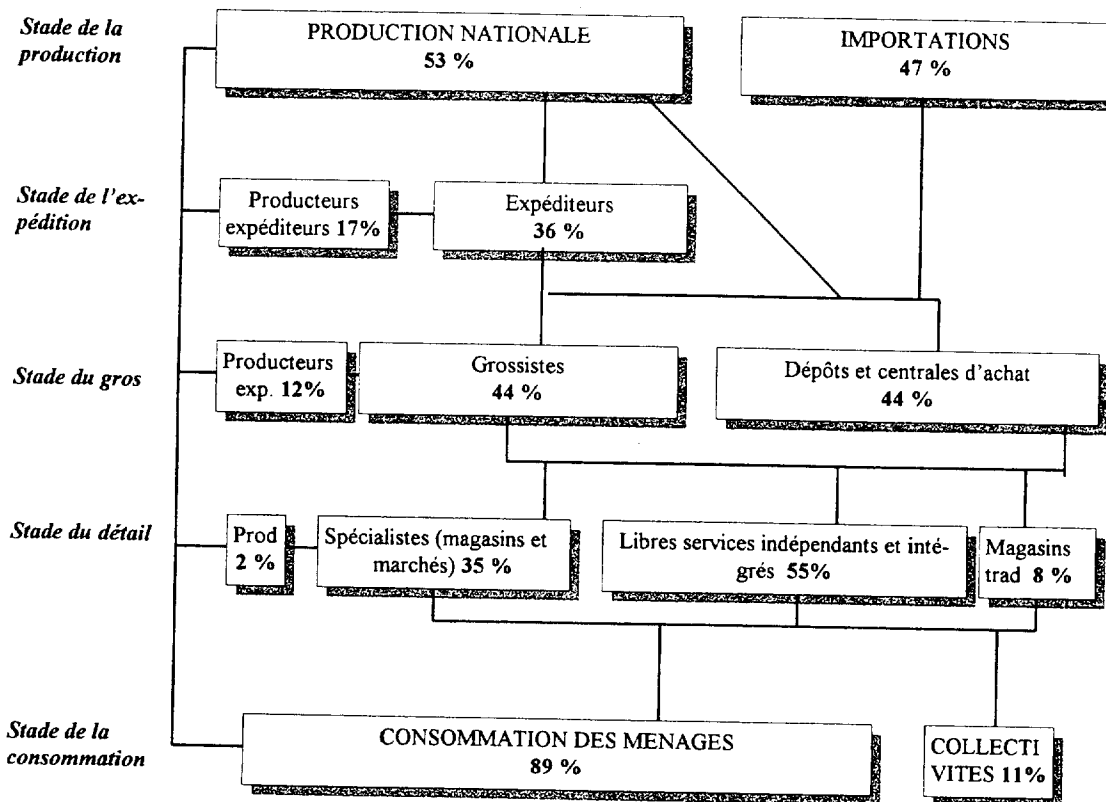 Stade de la
production
PRODUCTION NATIONALE
53 %
IMPORTATIONS
47 %
Stade de l'ex-
pédition
Producteurs
expéditeurs 17%
Expéditeurs
36 %
Stade du gros
Producteurs
exp. 12%
Grossistes
44 %
Dépôts et centrales d'achat
44 %
Stade du détail
Prod
2 %
Spécialistes (magasins et
marchés) 35 %
Libres services indépendants et inté-
grés 55%
Magasins
trad 8 %
Stade de la
consommation
CONSOMMATION DES MENAGES
89 %
COLLECTI
VITES 11%